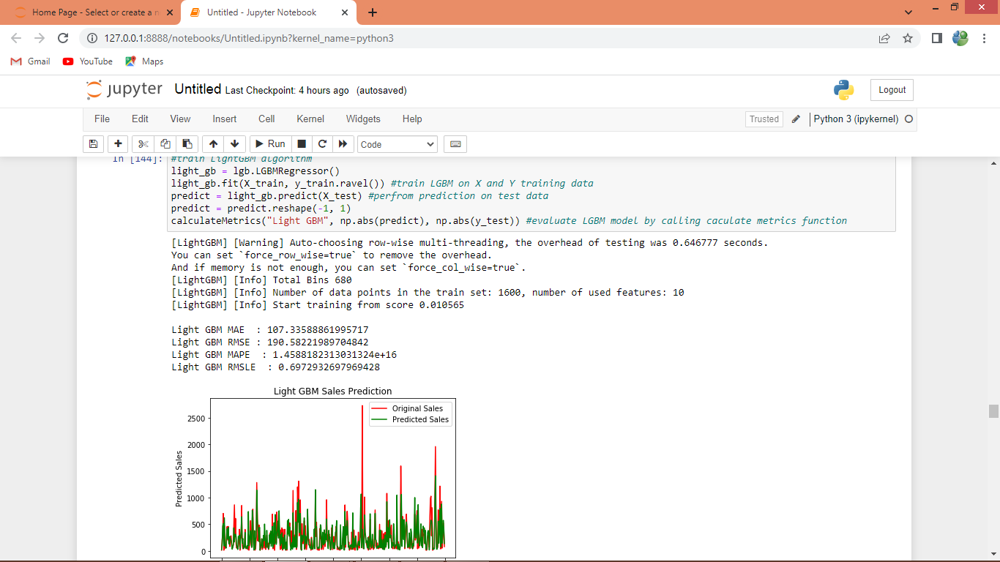 Home Page - Select or create a n
Untitled - Jupyter Notebook
127.0.0.1:8888/notebooks/Untitled.ipynb?kernel_name=python3
Gmail YouTube Maps
jupyter Untitled Last Checkpoint: 4 hours ago (autosaved)
Logout
File Edit View Insert Cell Kernel Widgets Help
Trusted
Python 3 (ipykernel)
Run
Code
In [144]: #train LightGBM algorithm
light_gb = lgb.LGBMRegressor()
light_gb.fit(X_train, y_train.ravel()) #train LGBM on X and Y training data
predict = light_gb.predict(X_test) #perfrom prediction on test data
predict = predict.reshape(-1, 1)
calculateMetrics("Light GBM", np.abs(predict), np.abs(y_test)) #evaluate LGBM model by calling caculate metrics function
[LightGBM] [Warning] Auto-choosing row-wise multi-threading, the overhead of testing was 0.646777 seconds.
You can set `force_row_wise=true` to remove the overhead.
And if memory is not enough, you can set `force_col_wise=true`.
[LightGBM] [Info] Total Bins 680
[LightGBM] [Info] Number of data points in the train set: 1600, number of used features: 10
[LightGBM] [Info] Start training from score 0.010565
Light GBM MAE  : 107.33588861995717
Light GBM RMSE : 190.58221989704842
Light GBM MAPE  : 1.4588182313031324e+16
Light GBM RMSLE  : 0.6972932697969428
Light GBM Sales Prediction
Original Sales
Predicted Sales
2500
2000
1500
1000
500
0
Predicted Sales